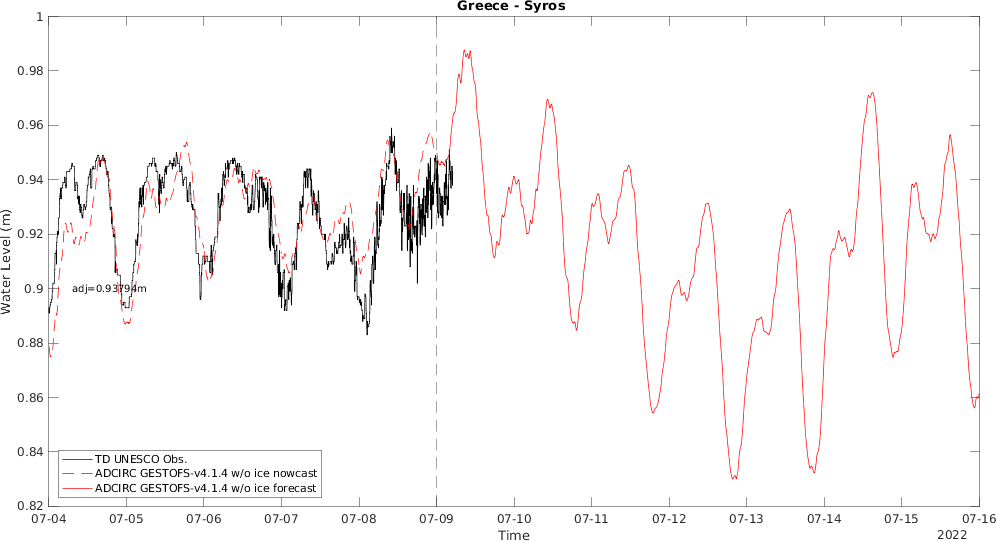 Greece - Syros
1
0.98
0.96
0.94
0.92
0.9
0.88
0.86
0.84
0.82
Water Level (m)
adj=0.93794m
TD UNESCO Obs.
ADCIRC GESTOFS-v4.1.4 w/o ice nowcast
ADCIRC GESTOFS-v4.1.4 w/o ice forecast
07-04 07-05 07-06 07-07 07-08 07-09 07-10 07-11 07-12 07-13 07-14 07-15 07-16
Time
2022